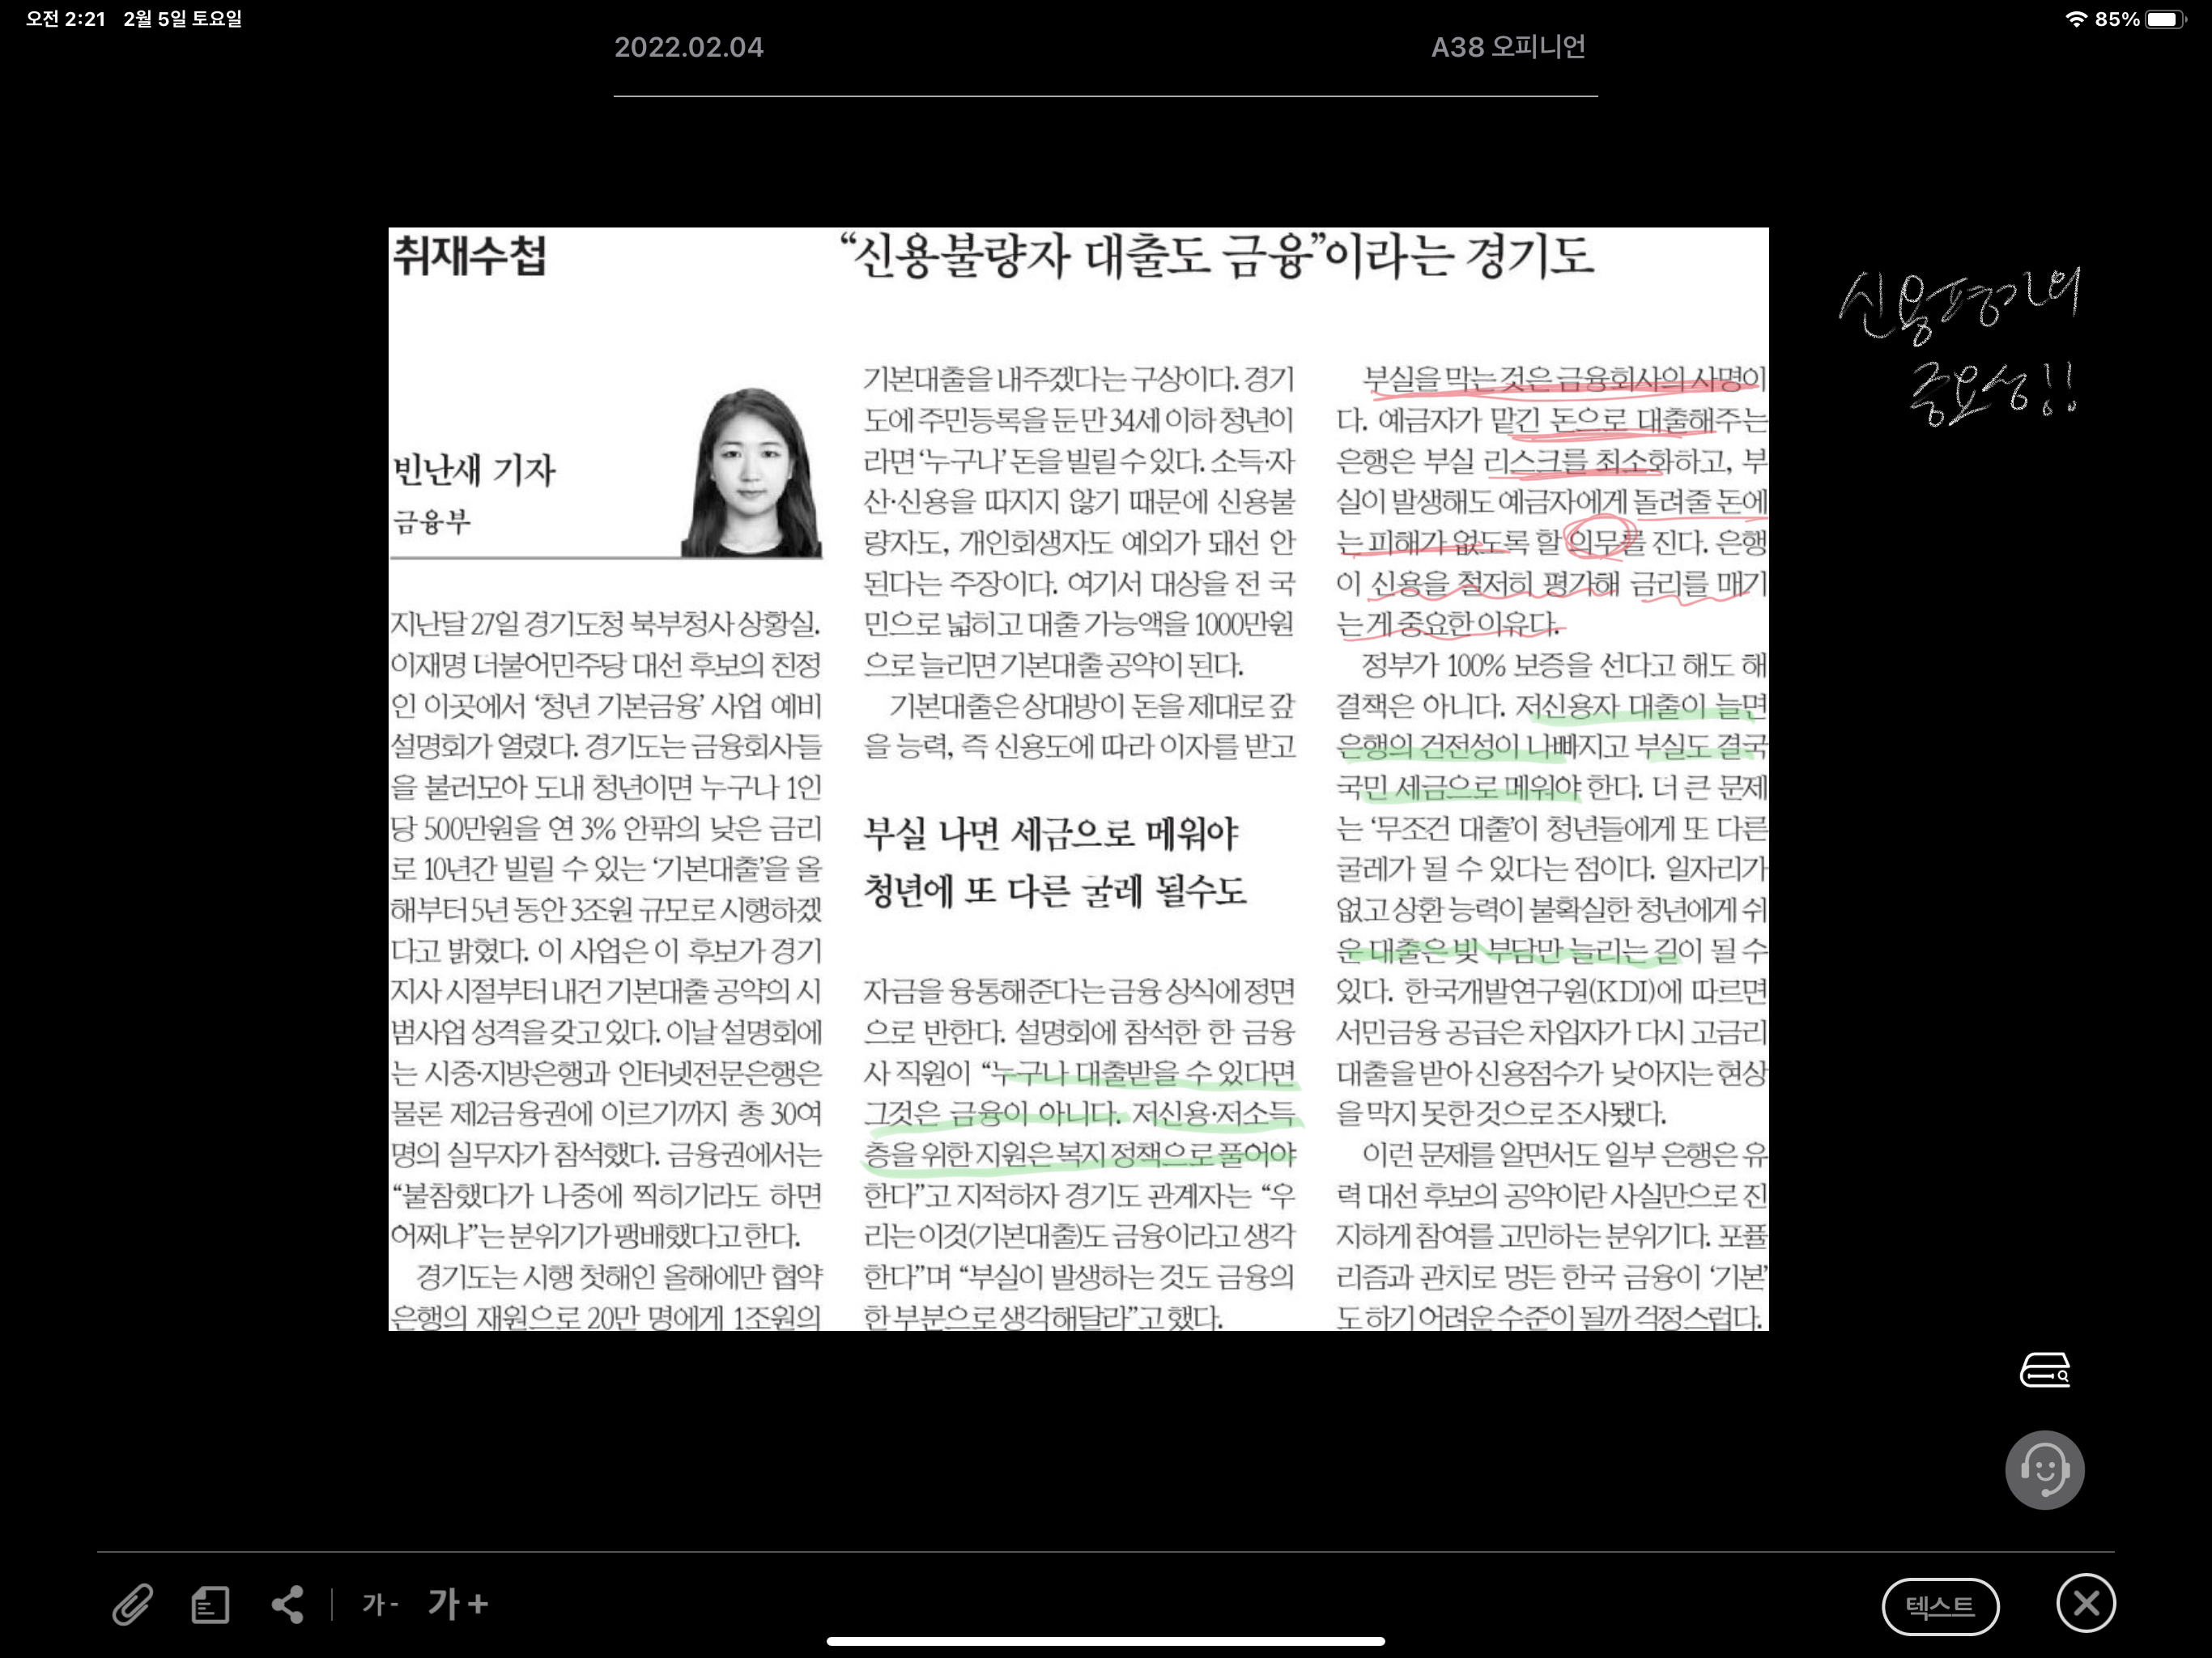 오전 2:21 2월 5일 토요일
85%
2022.02.04
A38 오피니언
취재수첩
“신용불량자 대출도 금융”이라는 경기도
신용평가의
중요성!!
빈난새 기자
금융부
지난달 27일 경기도청 북부청사 상황실.
이재명 더불어민주당 대선 후보의 친정
인 이곳에서 ‘청년 기본금융’ 사업 예비
설명회가 열렸다. 경기도는 금융회사들
을 불러모아 도내 청년이면 누구나 1인
당 500만원을 연 3% 안팎의 낮은 금리
로 10년간 빌릴 수 있는 ‘기본대출’을 올
해부터 5년 동안 3조원 규모로 시행하겠
다고 밝혔다. 이 사업은 이 후보가 경기
지사 시절부터 내건 기본대출 공약의 시
범사업 성격을 갖고 있다. 이날 설명회에
는 시중·지방은행과 인터넷전문은행은
물론 제2금융권에 이르기까지 총 30여
명의 실무자가 참석했다. 금융권에서는
“불참했다가 나중에 찍히기라도 하면
어쩌냐”는 분위기가 팽배했다고 한다.
경기도는 시행 첫해인 올해에만 협약
은행의 재원으로 20만 명에게 1조원의
기본대출을 내주겠다는 구상이다. 경기
도에 주민등록을 둔 만 34세 이하 청년이
라면 ‘누구나’ 돈을 빌릴 수 있다. 소득·자
산·신용을 따지지 않기 때문에 신용불
량자도, 개인회생자도 예외가 돼선 안
된다는 주장이다. 여기서 대상을 전 국
민으로 넓히고 대출 가능액을 1000만원
으로 늘리면 기본대출 공약이 된다.
기본대출은 상대방이 돈을 제대로 갚
을 능력, 즉 신용도에 따라 이자를 받고
부실 나면 세금으로 메워야
청년에 또 다른 굴레 될수도
자금을 융통해준다는 금융 상식에 정면
으로 반한다. 설명회에 참석한 한 금융
사 직원이 “누구나 대출받을 수 있다면
그것은 금융이 아니다. 저신용·저소득
층을 위한 지원은 복지 정책으로 풀어야
한다”고 지적하자 경기도 관계자는 “우
리는 이것(기본대출)도 금융이라고 생각
한다”며 “부실이 발생하는 것도 금융의
한 부분으로 생각해달라”고 했다.
부실을 막는 것은 금융회사의 사명이
다. 예금자가 맡긴 돈으로 대출해주는
은행은 부실 리스크를 최소화하고, 부
실이 발생해도 예금자에게 돌려줄 돈에
는 피해가 없도록 할 의무를 진다. 은행
이 신용을 철저히 평가해 금리를 매기
는 게 중요한 이유다.
정부가 100% 보증을 선다고 해도 해
결책은 아니다. 저신용자 대출이 늘면
은행의 건전성이 나빠지고 부실도 결국
국민 세금으로 메워야 한다. 더 큰 문제
는 ‘무조건 대출’이 청년들에게 또 다른
굴레가 될 수 있다는 점이다. 일자리가
없고 상환 능력이 불확실한 청년에게 쉬
운 대출은 빚 부담만 늘리는 길이 될 수
있다. 한국개발연구원(KDI)에 따르면
서민금융 공급은 차입자가 다시 고금리
대출을 받아 신용점수가 낮아지는 현상
을 막지 못한 것으로 조사됐다.
이런 문제를 알면서도 일부 은행은 유
력 대선 후보의 공약이란 사실만으로 진
지하게 참여를 고민하는 분위기다. 포퓰
리즘과 관치로 멍든 한국 금융이 ‘기본’
도 하기 어려운 수준이 될까 걱정스럽다.
가- 가+
텍스트